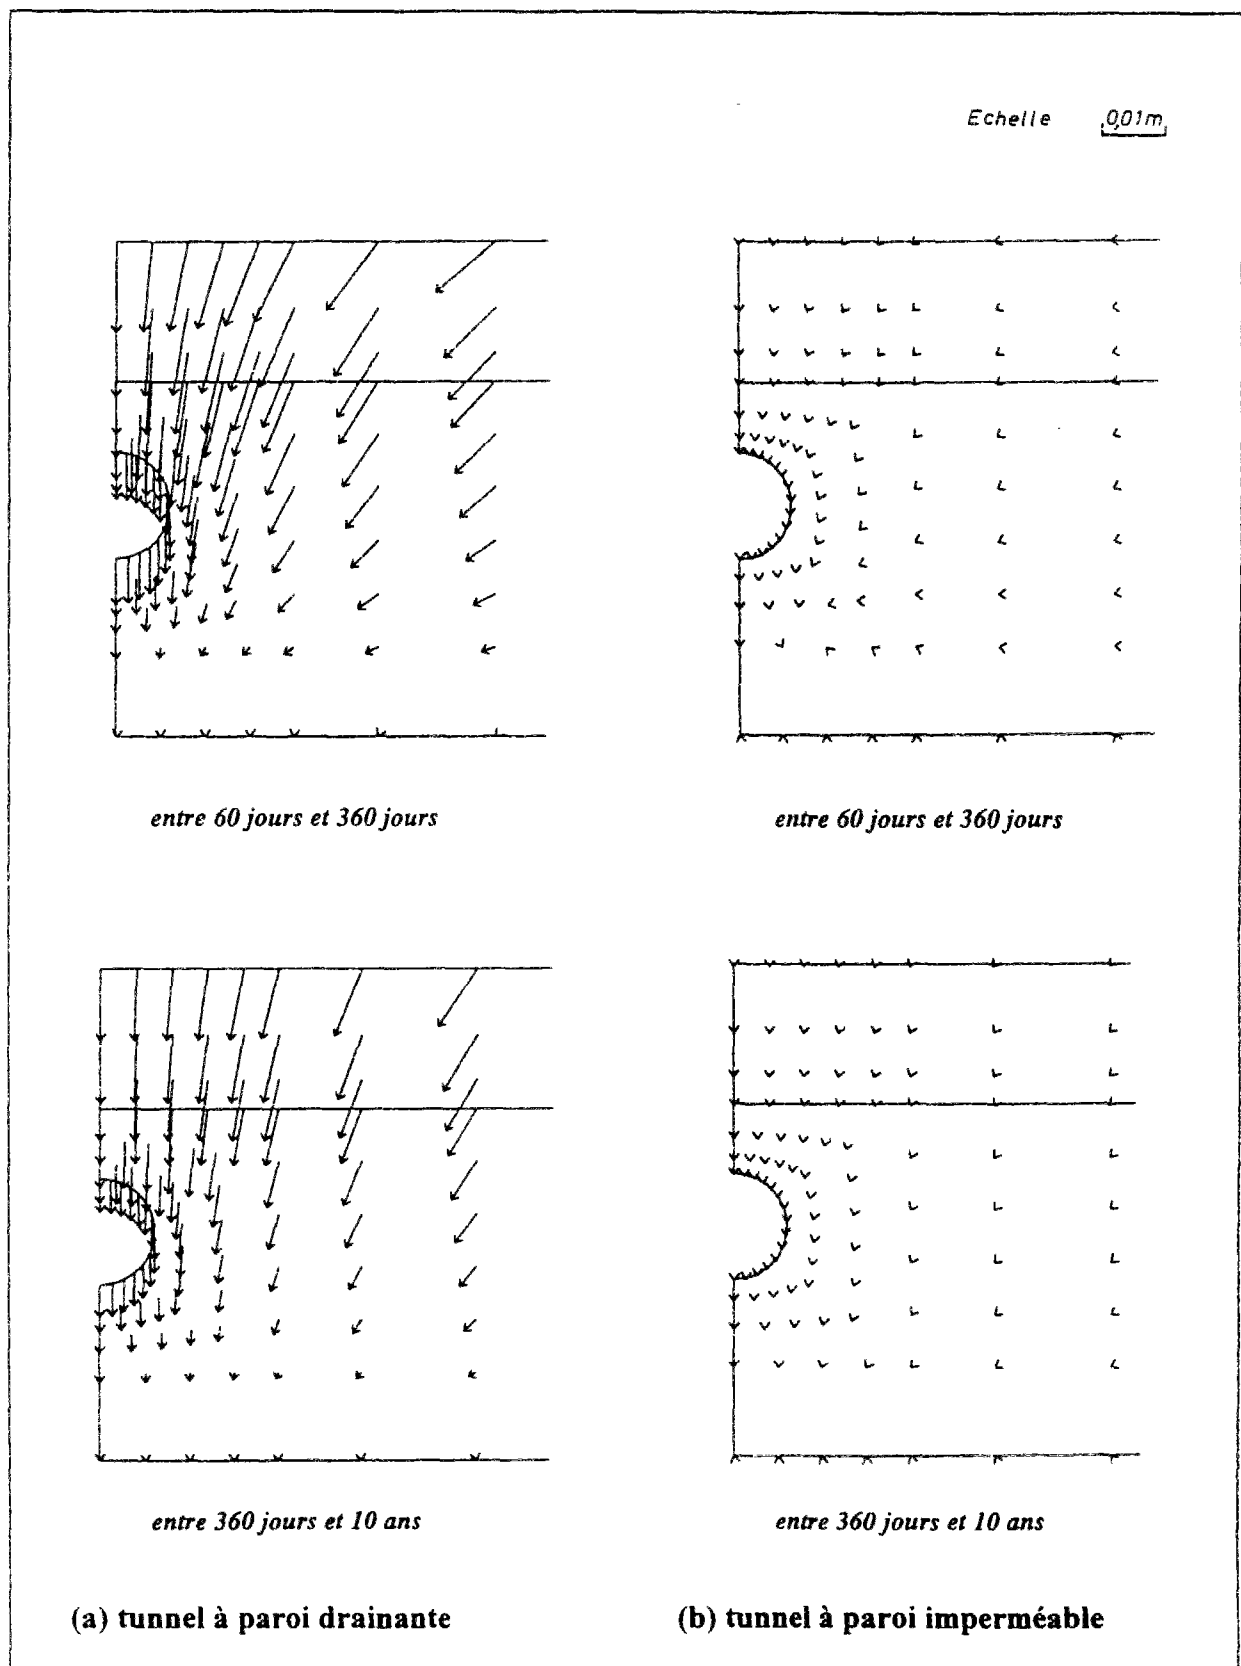 Echelle 0,01m
entre 60 jours et 360 jours
entre 60 jours et 360 jours
entre 360 jours et 10 ans
entre 360 jours et 10 ans
(a) tunnel à paroi drainante
(b) tunnel à paroi imperméable